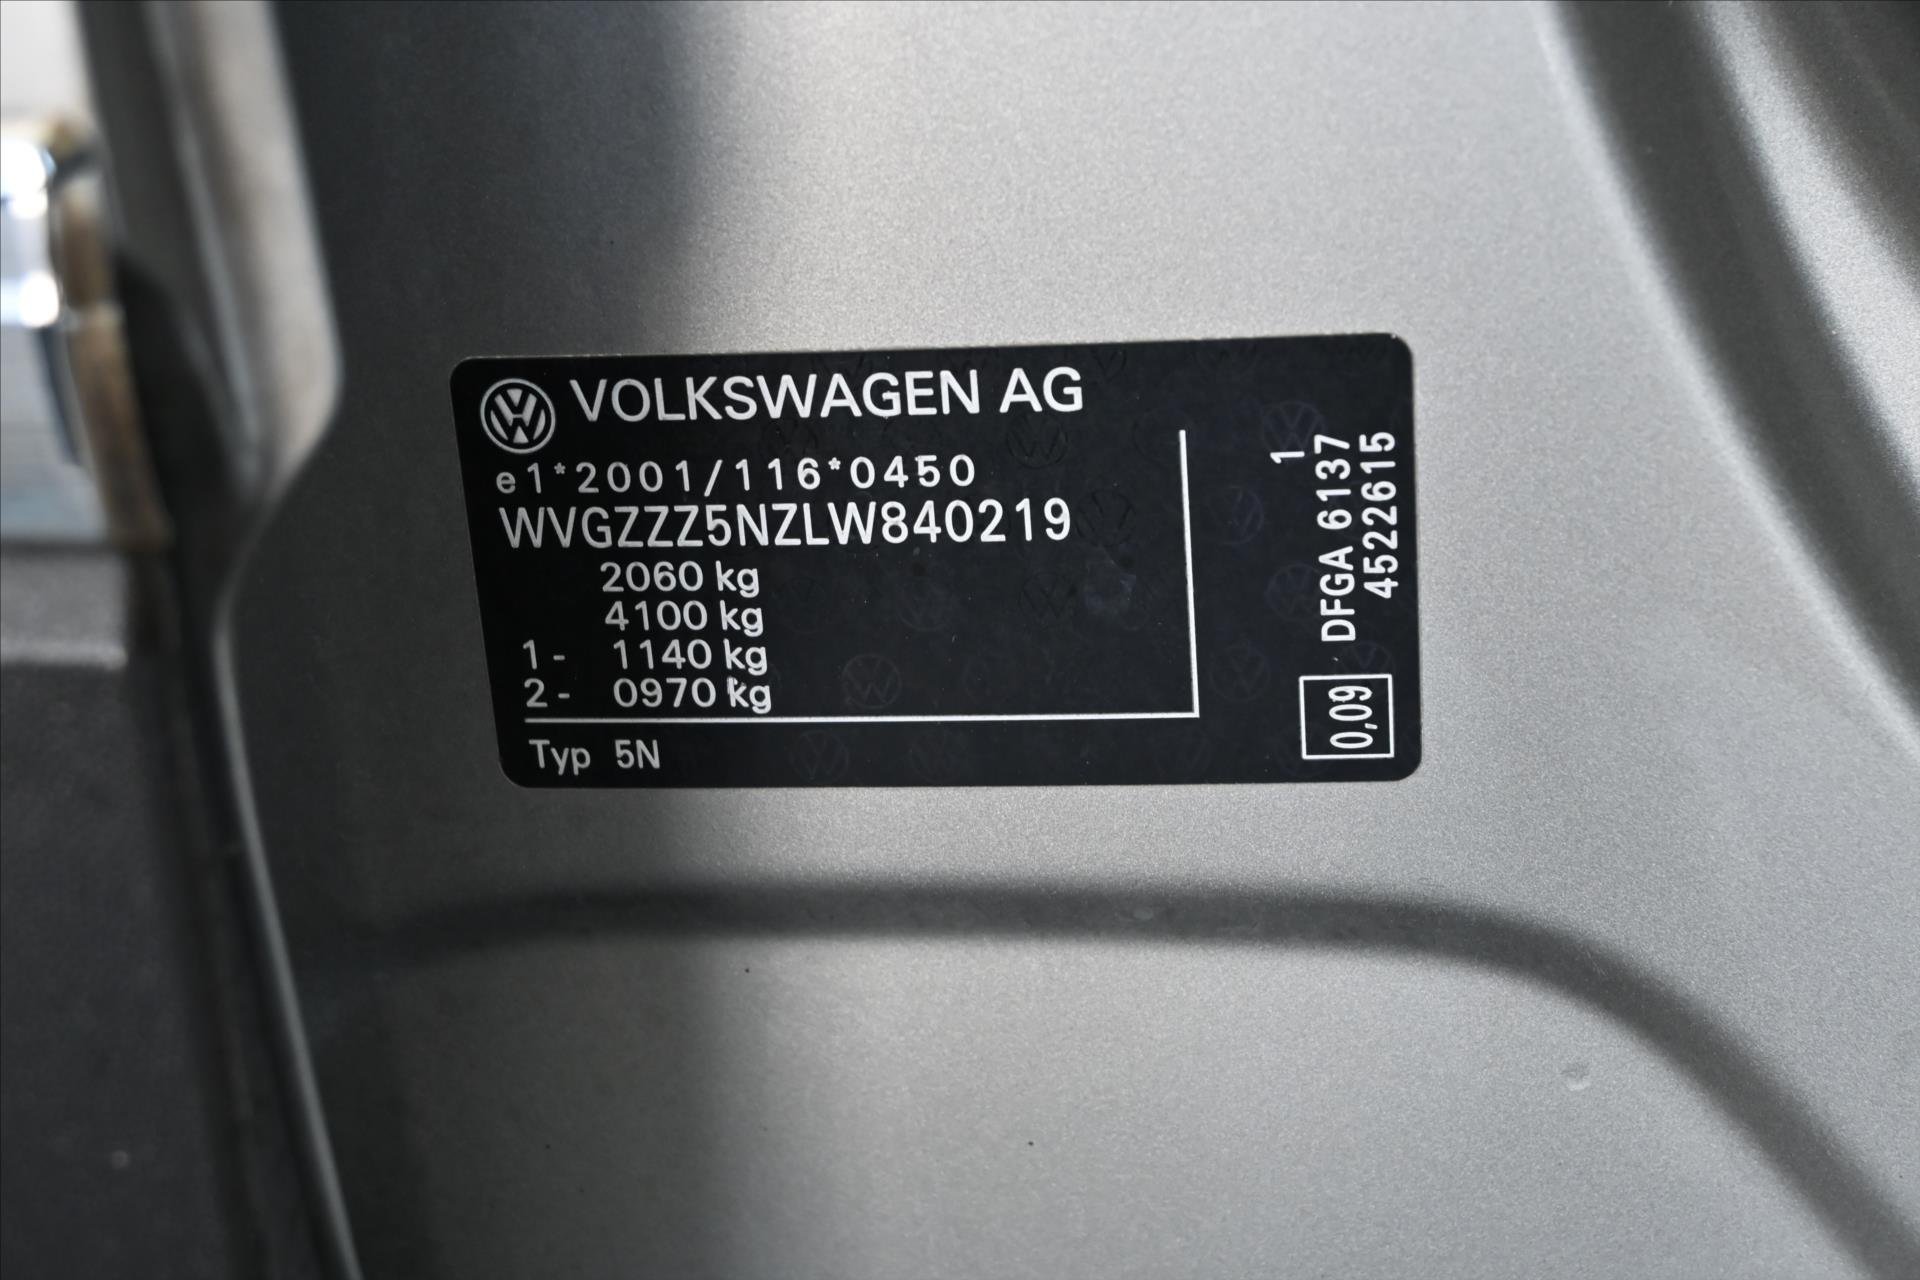 VOLKSWAGEN AG
e1*2001/116*0450
WVGZZZ5NZLW840219
2060 kg
4100 kg
1- 1140 kg
2- 0970 kg
Typ 5N
1
DFGA 6137
45226615
0,09